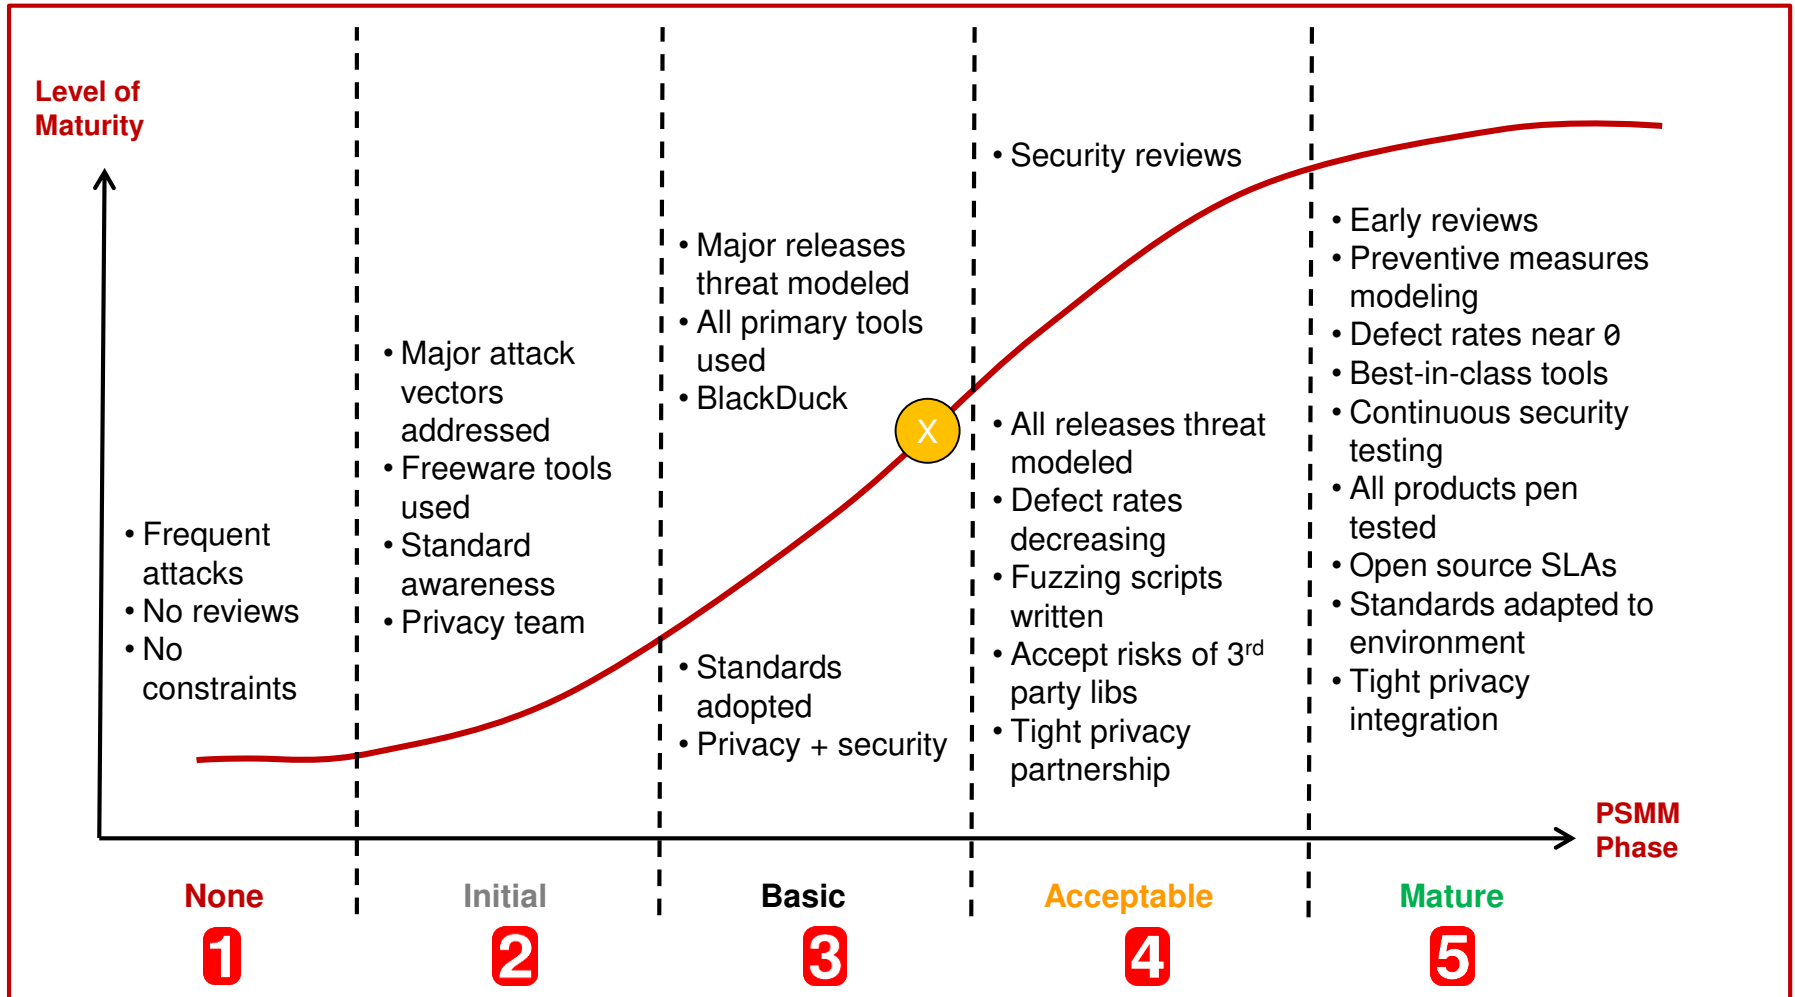 Level of
Maturity
• Frequent
attacks
• No reviews
• No
constraints
• Major attack
vectors
addressed
• Freeware tools
used
• Standard
awareness
• Privacy team
• Major releases
threat modeled
• All primary tools
used
• BlackDuck
• Standards
adopted
• Privacy + security
X
• Security reviews
• All releases threat
modeled
• Defect rates
decreasing
• Fuzzing scripts
written
• Accept risks of 3rd
party libs
• Tight privacy
partnership
• Early reviews
• Preventive measures
modeling
• Defect rates near 0
• Best-in-class tools
• Continuous security
testing
• All products pen
tested
• Open source SLAs
• Standards adapted to
environment
• Tight privacy
integration
PSMM
Phase
None
Initial
Basic
Acceptable
Mature
1
2
3
4
5